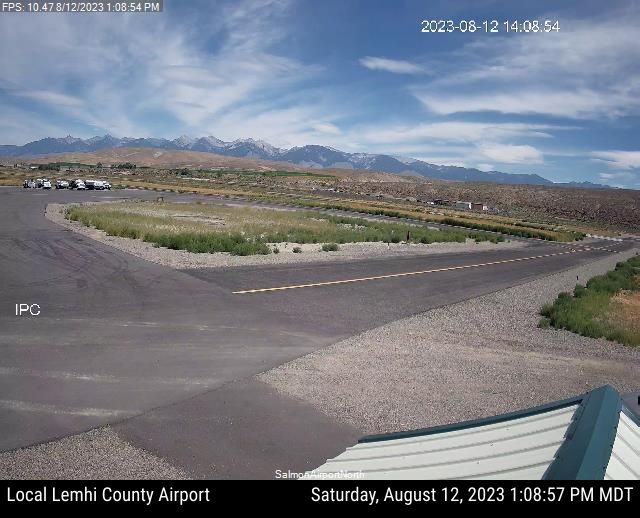 FPS: 10.47 8/12/2023 1:08:54 PM
2023-08-12 14:08:54
IPC
SalmonAirportNorth
Local Lemhi County Airport
Saturday, August 12, 2023 1:08:57 PM MDT